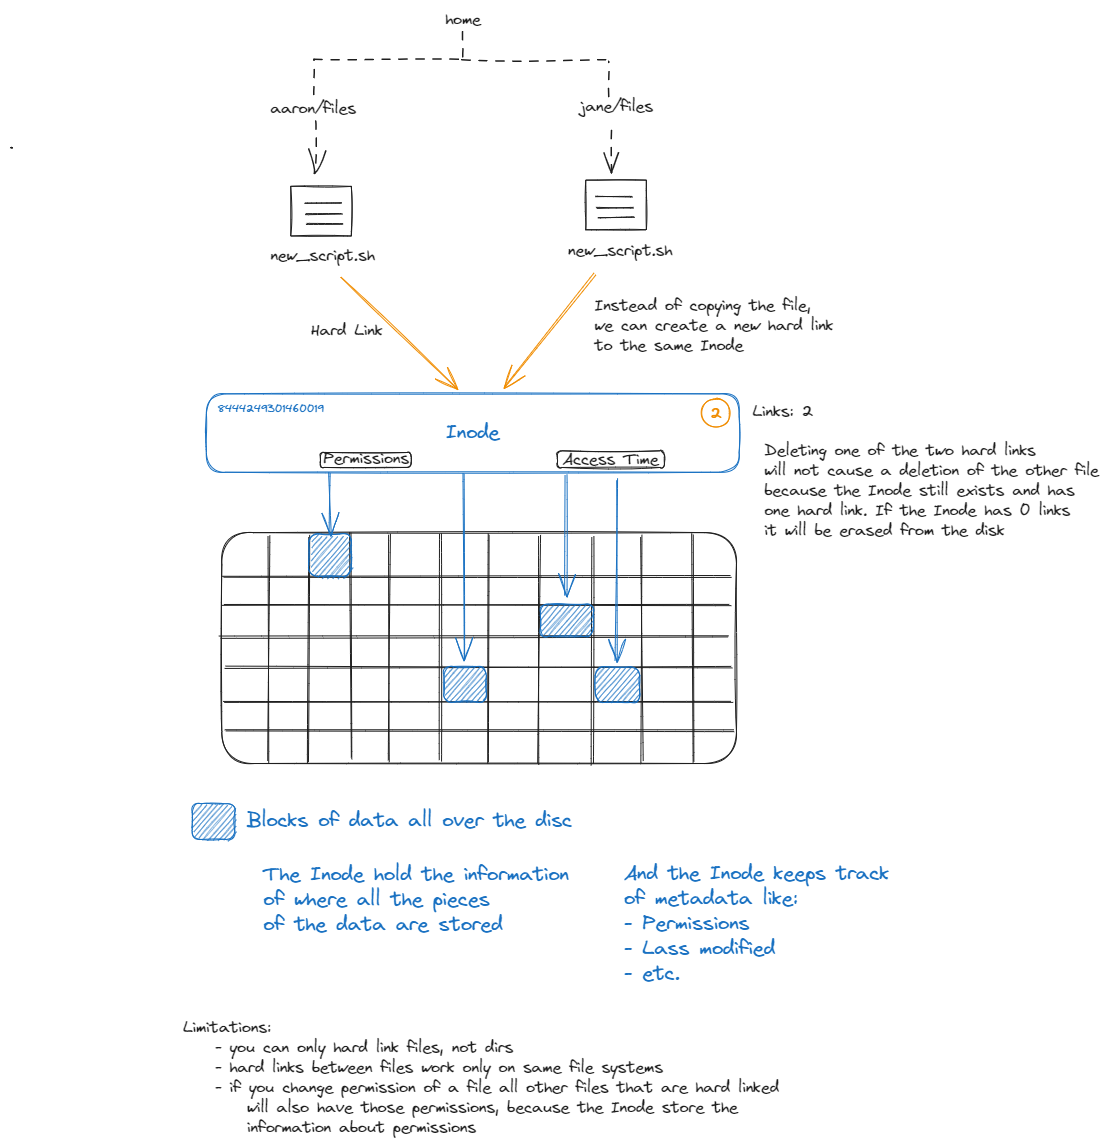 home
aaron/files
jane/files
new_script.sh
new_script.sh
Hard Link
Instead of copying the file,
we can create a new hard link
to the same Inode
8444249301460019
Inode
2
Permissions
Access Time
Links: 2
Deleting one of the two hard links
will not cause a deletion of the other file
because the Inode still exists and has
one hard link. If the Inode has 0 links
it will be erased from the disk
Blocks of data all over the disc
The Inode hold the information
of where all the pieces
of the data are stored
And the Inode keeps track
of metadata like:
- Permissions
- Lass modified
- etc.
Limitations:
- you can only hard link files, not dirs
- hard links between files work only on same file systems
- if you change permission of a file all other files that are hard linked
will also have those permissions, because the Inode store the
information about permissions